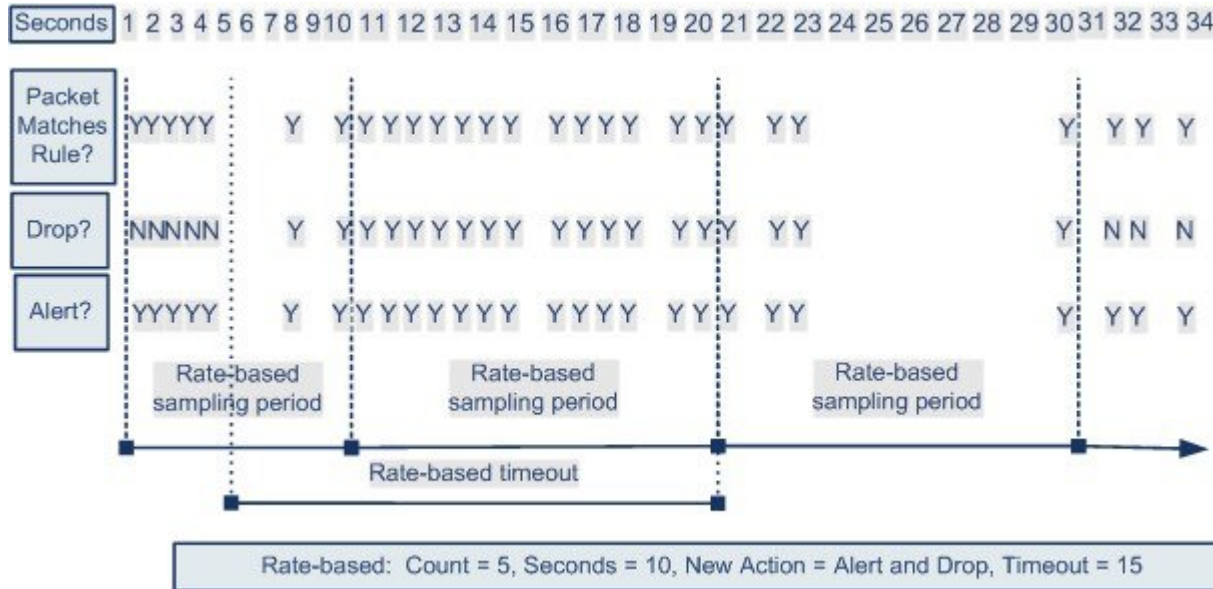 Seconds 1 2 3 4 5 6 7 8 9 10 11 12 13 14 15 16 17 18 19 20 21 22 23 24 25 26 27 28 29 30 31 32 33 34
Packet
Matches
Rule?
YYYYY Y Y Y Y Y Y Y Y Y Y Y Y Y Y Y Y Y Y Y Y Y Y
Drop?
NNNNN Y Y Y Y Y Y Y Y Y Y Y Y Y Y Y Y Y Y Y N N N
Alert?
YYYYY Y Y Y Y Y Y Y Y Y Y Y Y Y Y Y Y Y Y Y Y Y Y
Rate-based
sampling period
Rate-based
sampling period
Rate-based
sampling period
Rate-based timeout
Rate-based: Count = 5, Seconds = 10, New Action = Alert and Drop, Timeout = 15